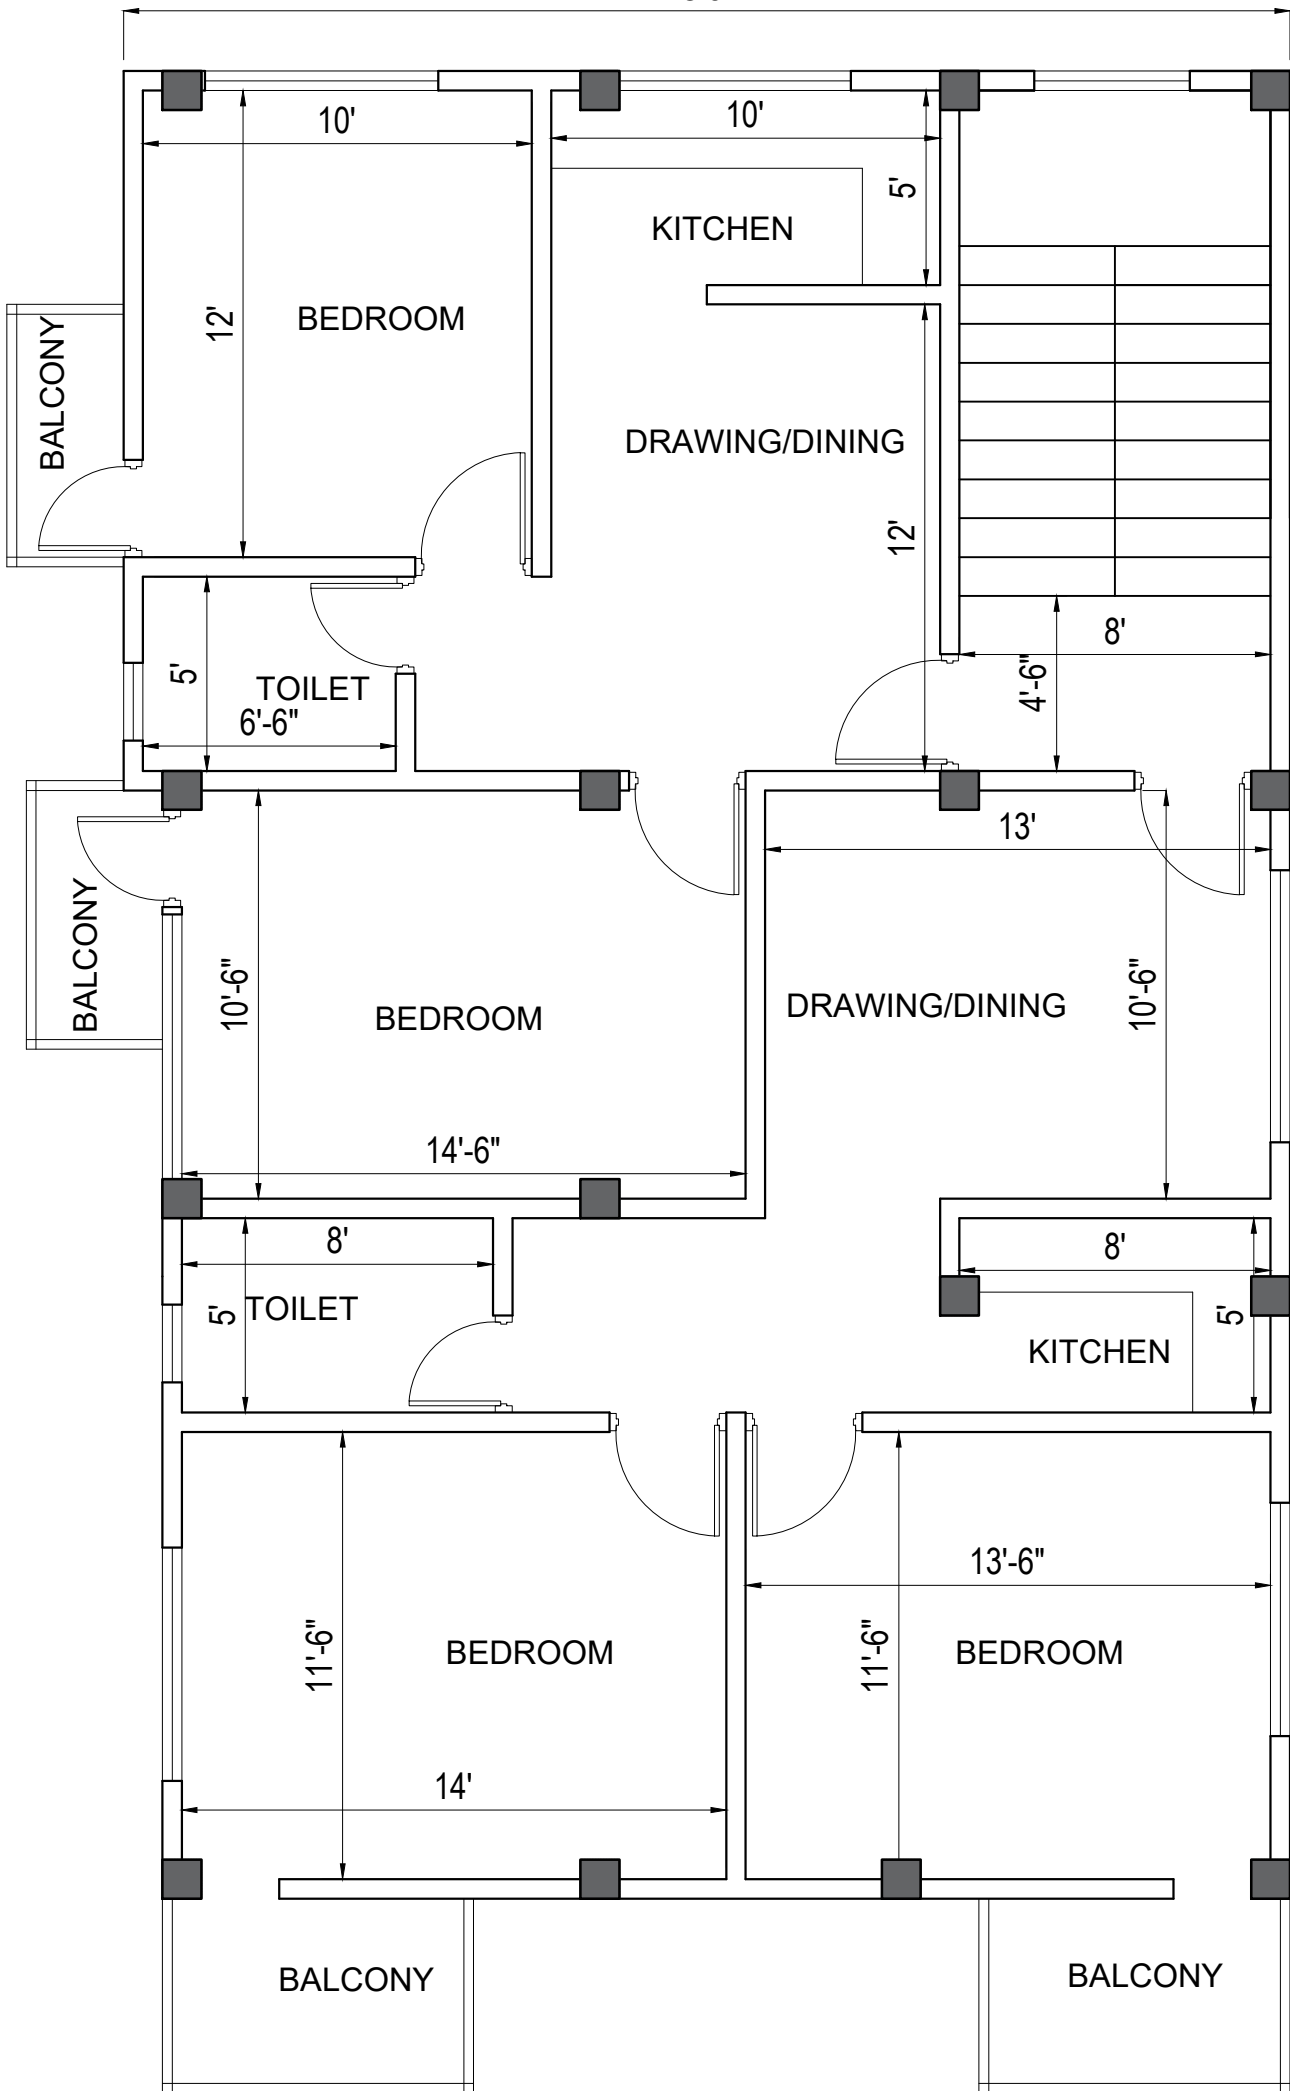 10'
10'
5'
KITCHEN
12'
BEDROOM
BALCONY
DRAWING/DINING
12'
8'
4'-6"
5'
TOILET
6'-6"
13'
BALCONY
10'-6"
BEDROOM
DRAWING/DINING
10'-6"
14'-6"
8'
8'
5'
TOILET
5'
KITCHEN
13'-6"
11'-6"
BEDROOM
11'-6"
BEDROOM
14'
BALCONY
BALCONY